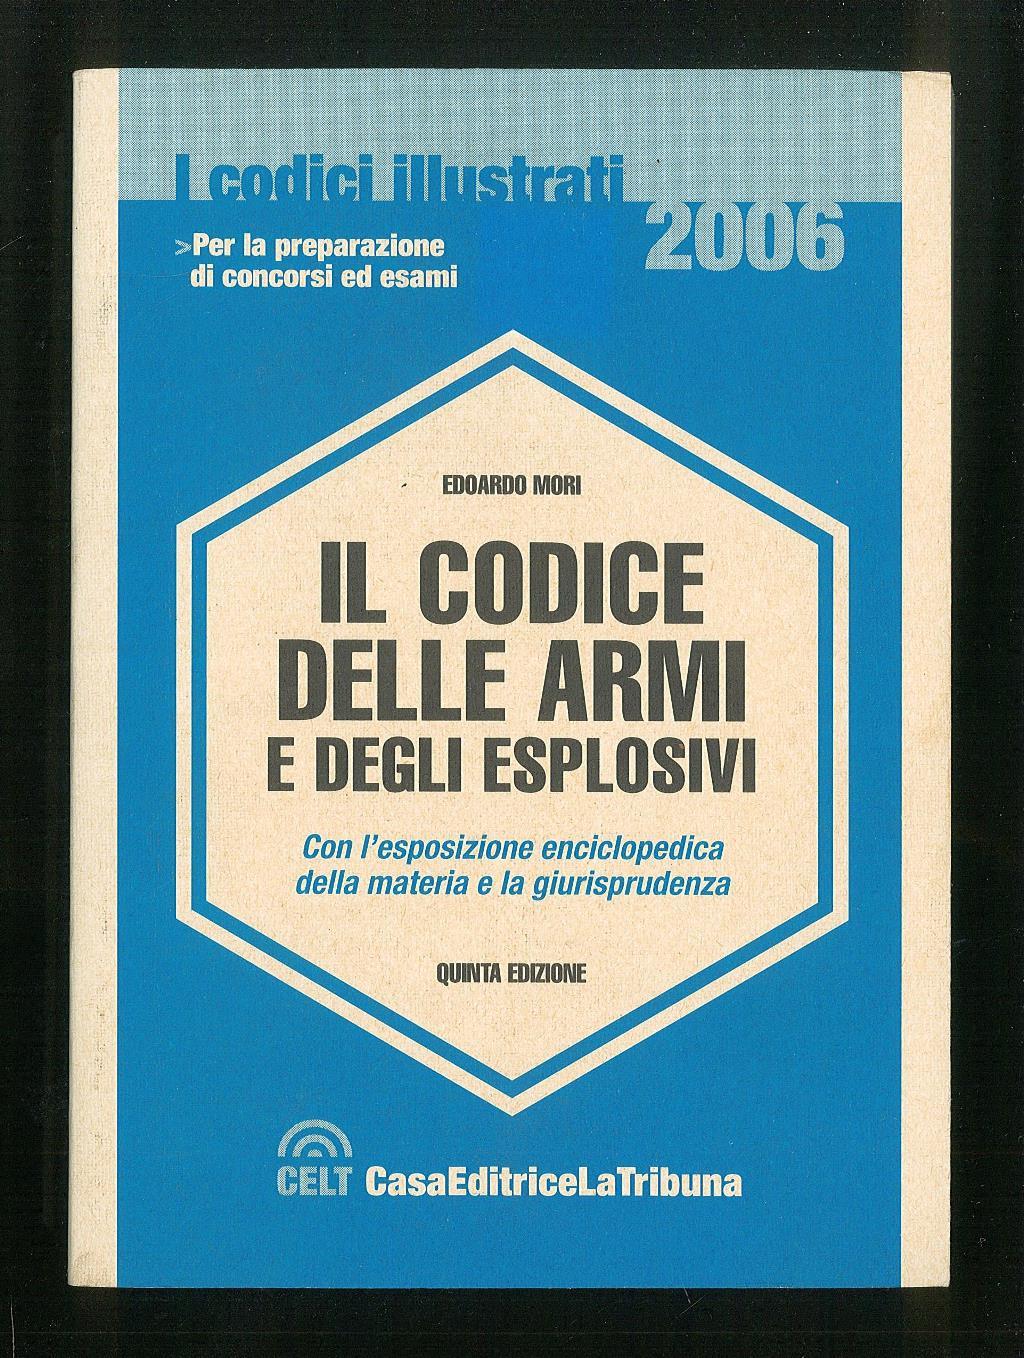 I codici illustrati
2006
>Per la preparazione
di concorsi ed esami
EDOARDO MORI
IL CODICE
DELLE ARMI
E DEGLI ESPLOSIVI
Con l'esposizione enciclopedica
della materia e la giurisprudenza
QUINTA EDIZIONE
CELT CasaEditriceLaTribuna